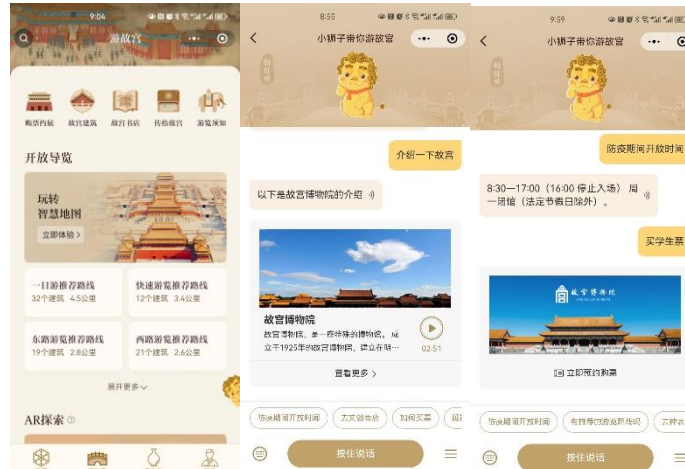 9:04
游故宫
购票约展
故宫建筑
故宫书店
传给故宫
游览须知
开放导览
玩转
智慧地图
立即体验 >
一日游推荐路线
32个建筑 4.5公里
快速游览推荐路线
12个建筑 3.4公里
东路游览推荐路线
19个建筑 2.8公里
西路游览推荐路线
21个建筑 2.6公里
展开更多
AR探索
8:55
小狮子带你游故宫
介绍一下故宫
以下是故宫博物院的介绍
故宫博物院
故宫博物院，是一座特殊的博物馆。成
立于1925年的故宫博物院，建立在明…
02:51
查看更多 >
防疫期间开放时间
去文创书店
如何买票
按住说话
9:59
小狮子带你游故宫
防疫期间开放时间
8:30—17:00（16:00 停止入场） 周
一闭馆（法定节假日除外）。
买学生票
故宫博物院
立即预约购票
防疫期间开放时间
有推荐的游览路线吗
去钟表
按住说话